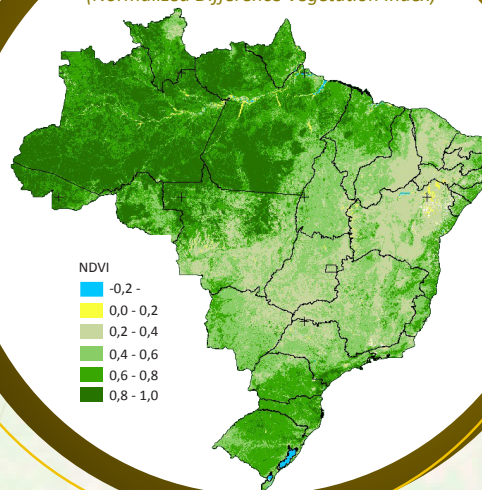 (Normalized Difference Vegetation Index)
NDVI
-0,2 -
0,0 - 0,2
0,2 - 0,4
0,4 - 0,6
0,6 - 0,8
0,8 - 1,0